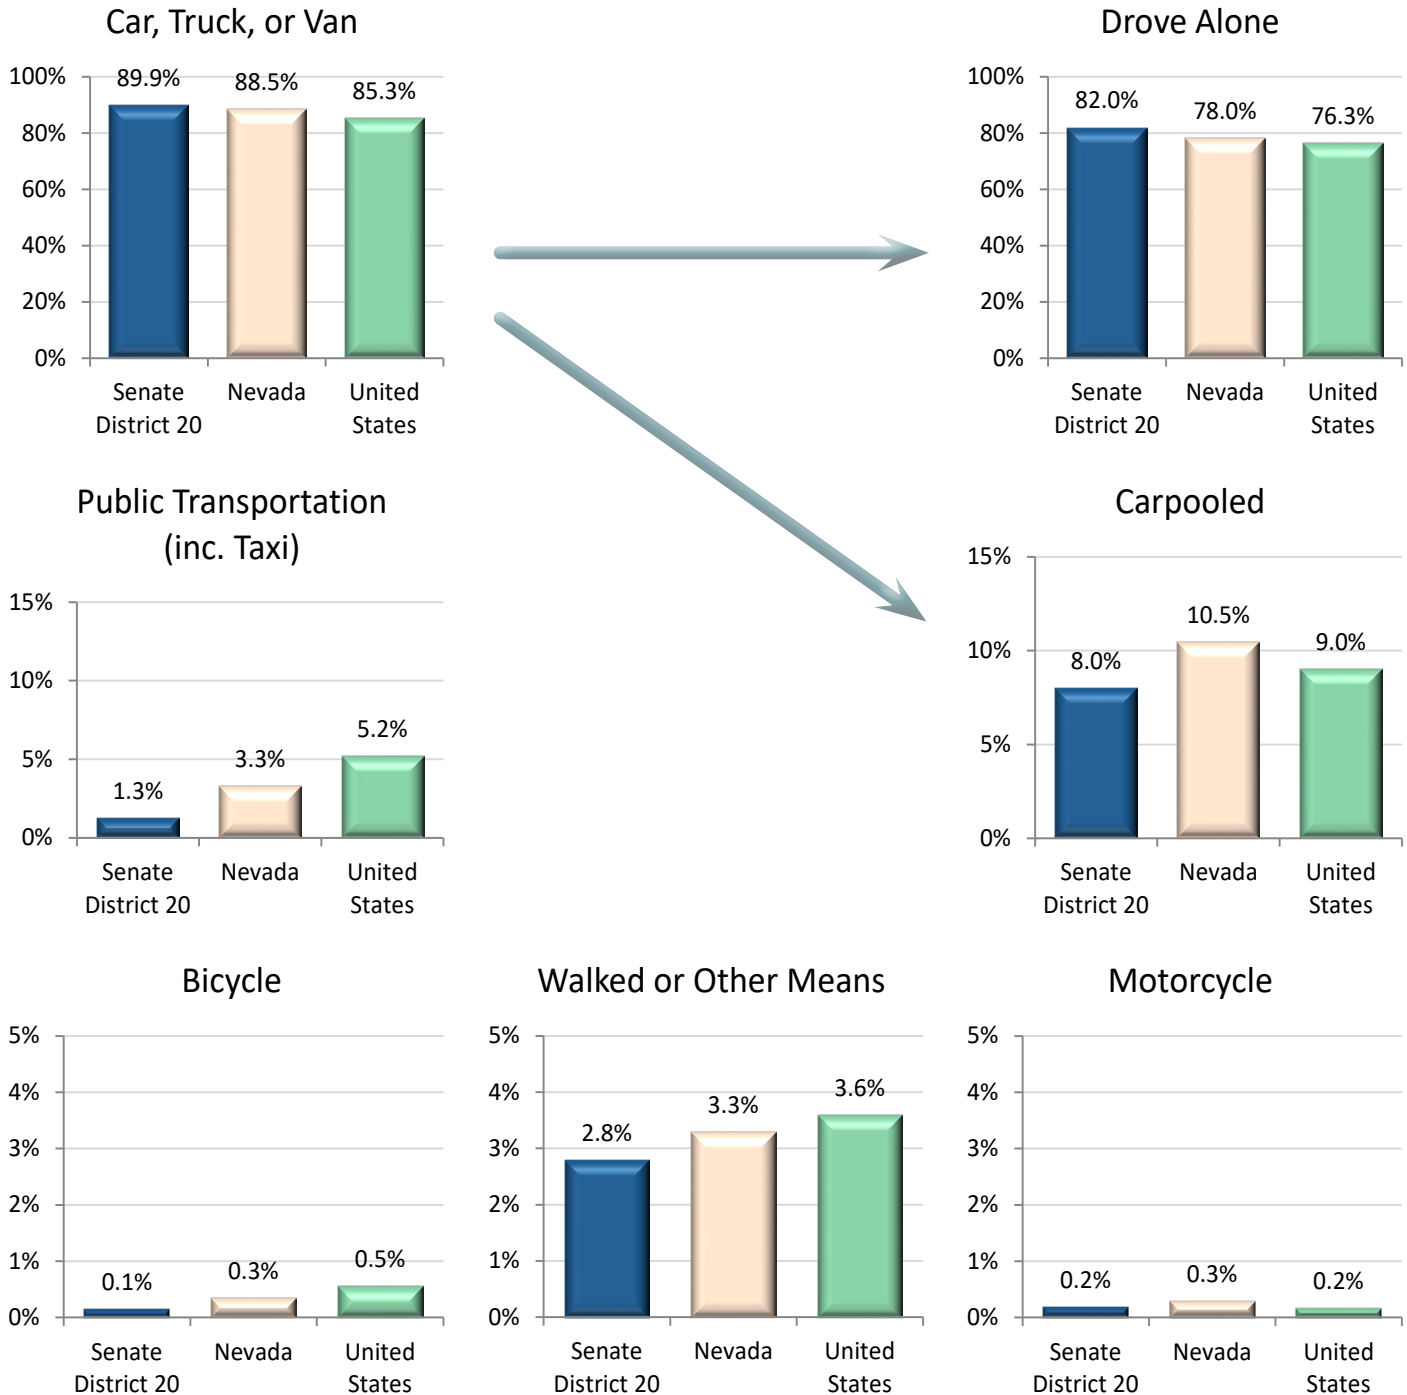 Car, Truck, or Van
100%
80%
60%
40%
20%
0%
89.9%
88.5%
85.3%
Senate
District 20
Nevada
United
States
Drove Alone
100%
80%
60%
40%
20%
0%
82.0%
78.0%
76.3%
Senate
District 20
Nevada
United
States
Public Transportation
(inc. Taxi)
15%
10%
5%
0%
1.3%
3.3%
5.2%
Senate
District 20
Nevada
United
States
Carpooled
15%
10%
5%
0%
8.0%
10.5%
9.0%
Senate
District 20
Nevada
United
States
Bicycle
5%
4%
3%
2%
1%
0%
0.1%
0.3%
0.5%
Senate
District 20
Nevada
United
States
Walked or Other Means
5%
4%
3%
2%
1%
0%
2.8%
3.3%
3.6%
Senate
District 20
Nevada
United
States
Motorcycle
5%
4%
3%
2%
1%
0%
0.2%
0.3%
0.2%
Senate
District 20
Nevada
United
States